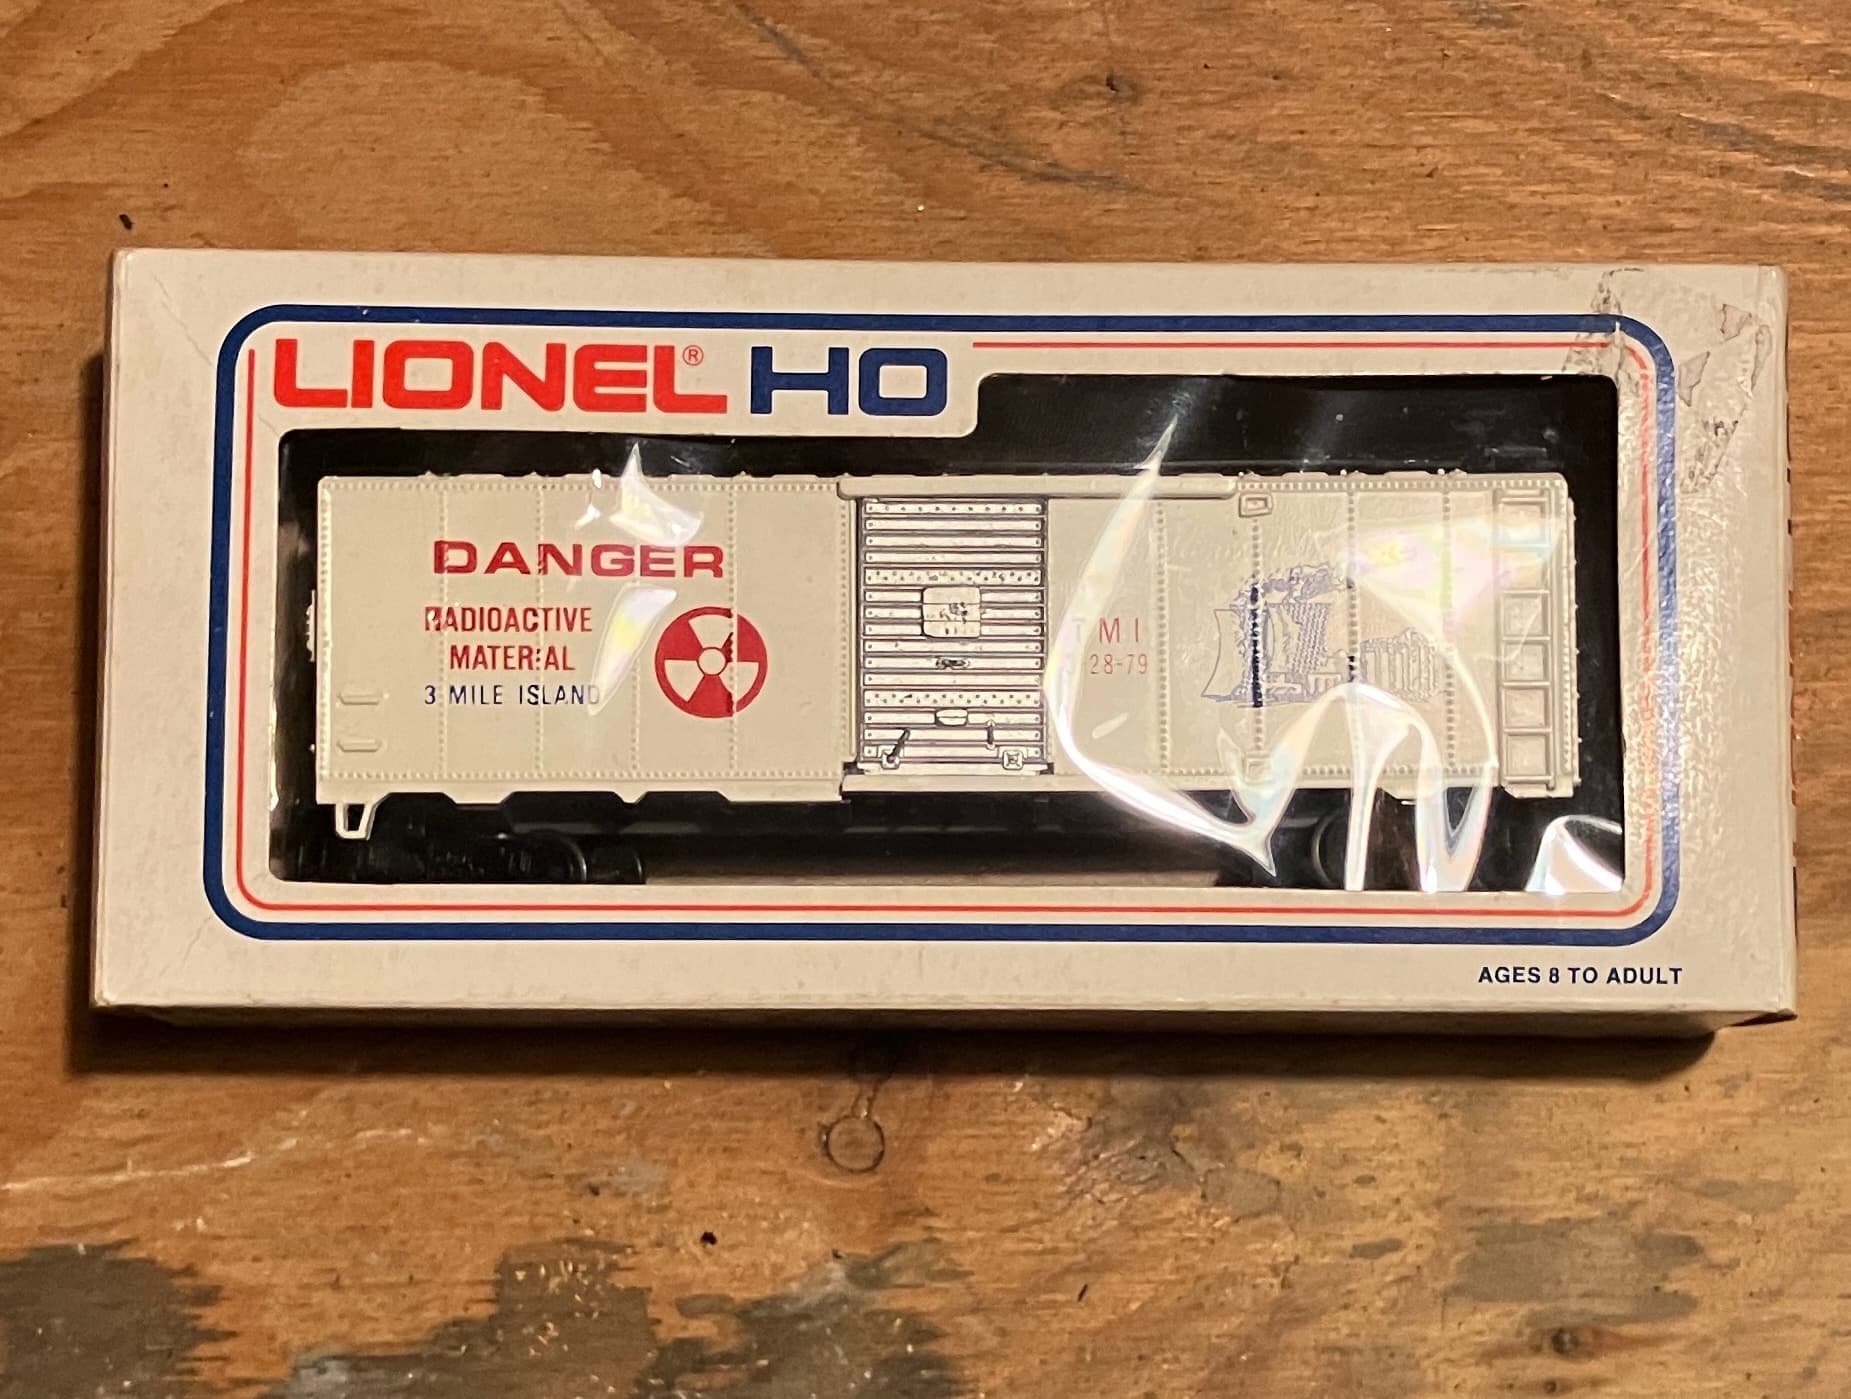 LIONEL® HO
DANGER
RADIOACTIVE
MATERIAL
3 MILE ISLAND
TMI
28-79
AGES 8 TO ADULT